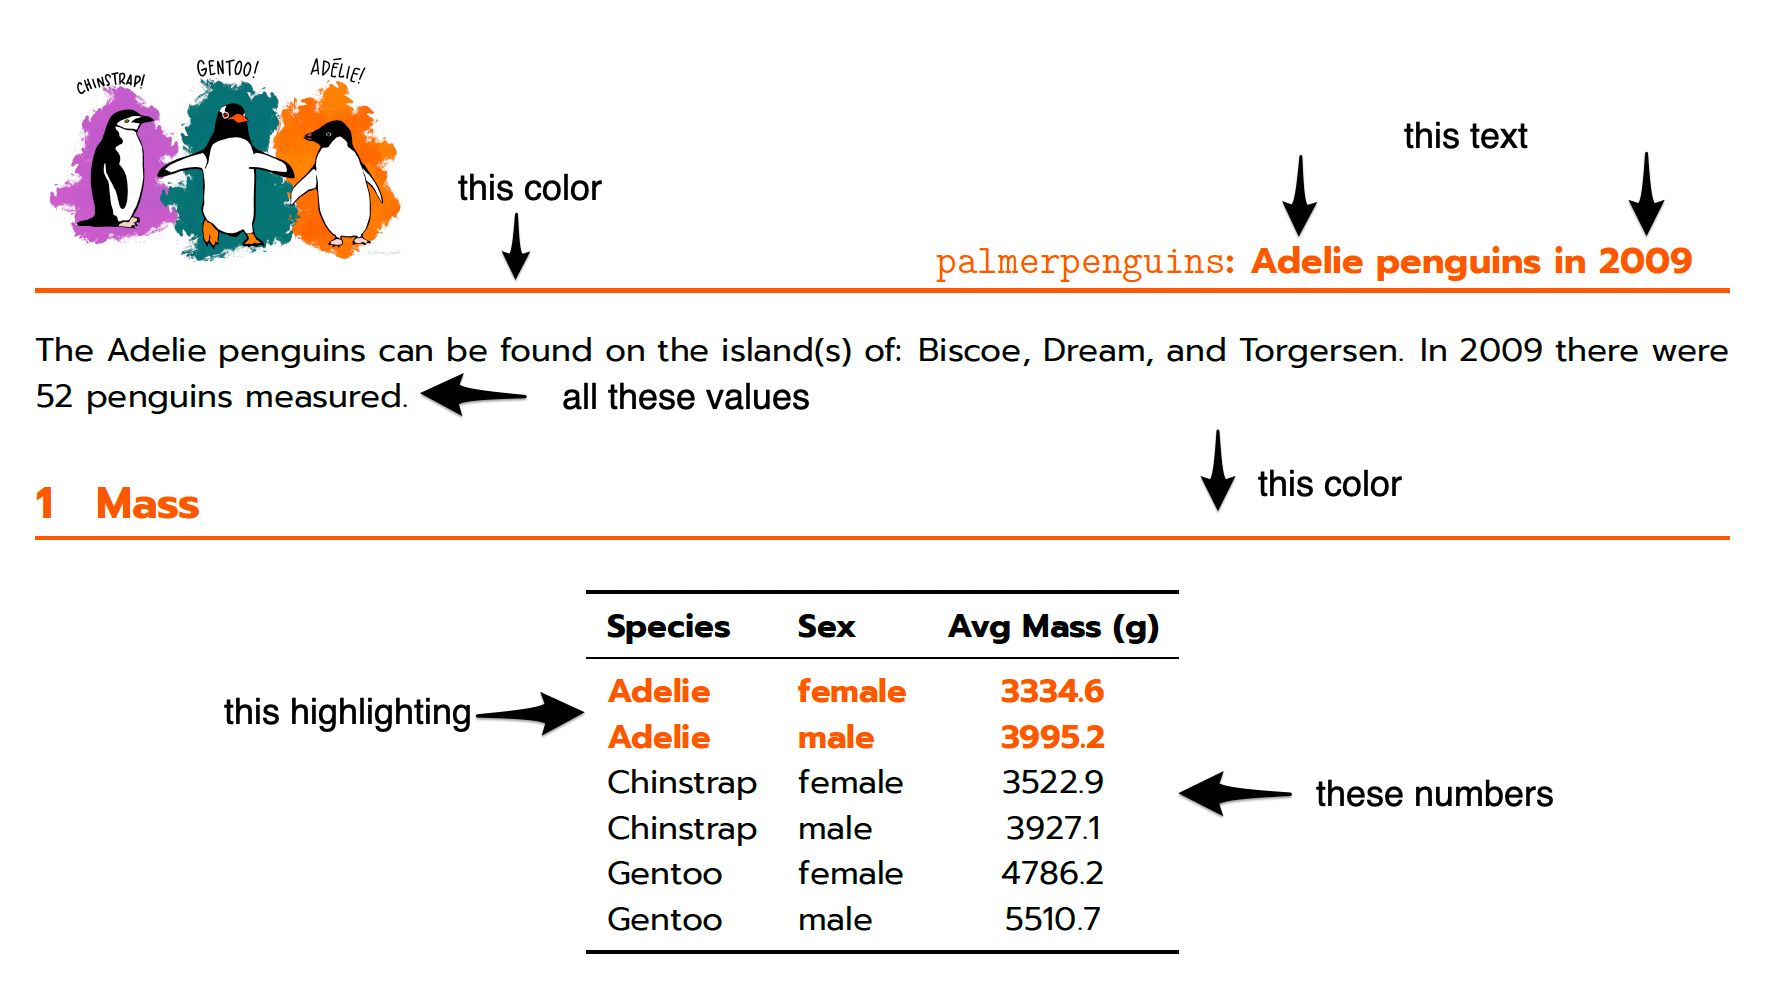 CHINSTRAP!
GENTOO!
ADÉLIE!
this text
this color
palmerpenguins: Adelie penguins in 2009
The Adelie penguins can be found on the island(s) of: Biscoe, Dream, and Torgersen. In 2009 there were
52 penguins measured.
all these values
this color
1 Mass
Species Sex Avg Mass (g)
Adelie female 3334.6
this highlighting
Adelie male 3995.2
Chinstrap female 3522.9
these numbers
Chinstrap male 3927.1
Gentoo female 4786.2
Gentoo male 5510.7